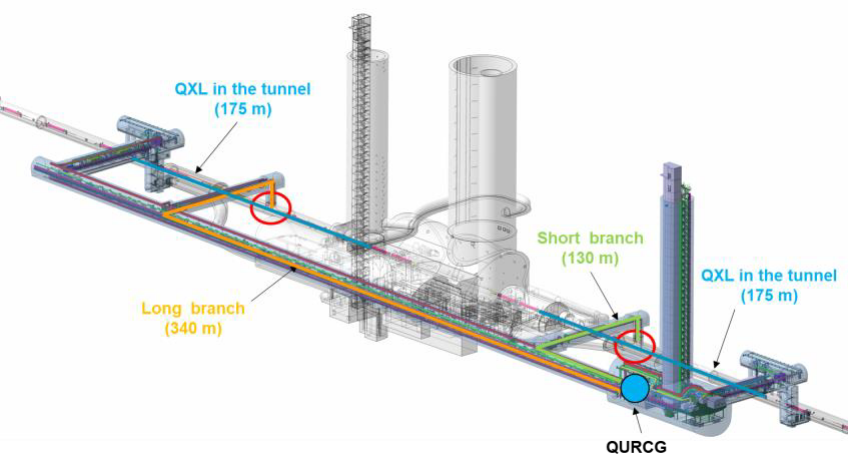 QXL in the tunnel
(175 m)
Short branch
(130 m)
QXL in the tunnel
(175 m)
Long branch
(340 m)
QURCG